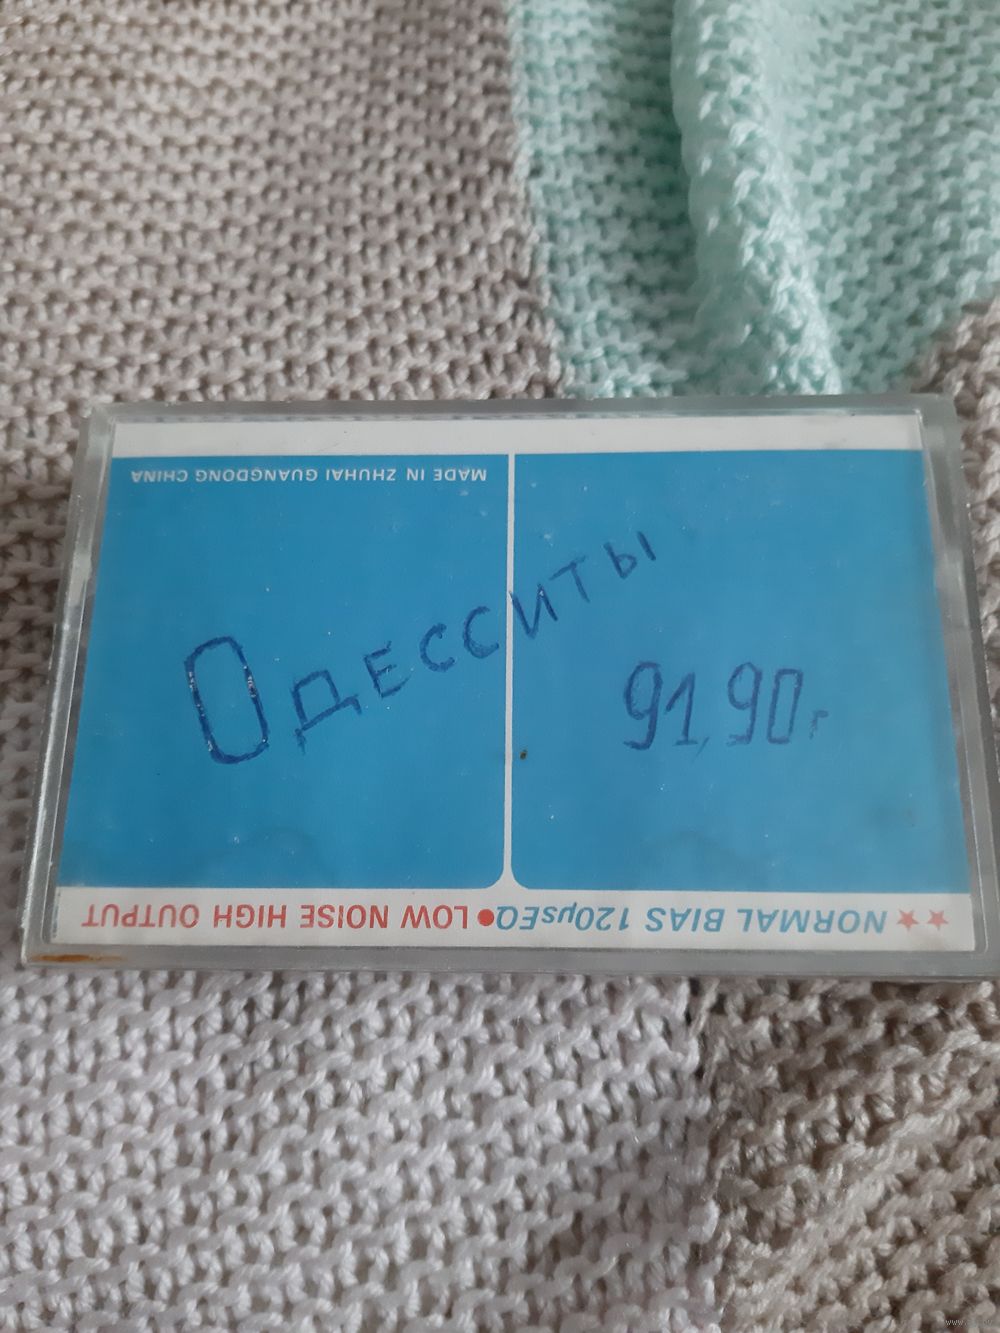 MADE IN ZHUHAI GUANGDONG CHINA
Одесситы
91,90г
★★ NORMAL BIAS 120μsEQ●LOW NOISE HIGH OUTPUT